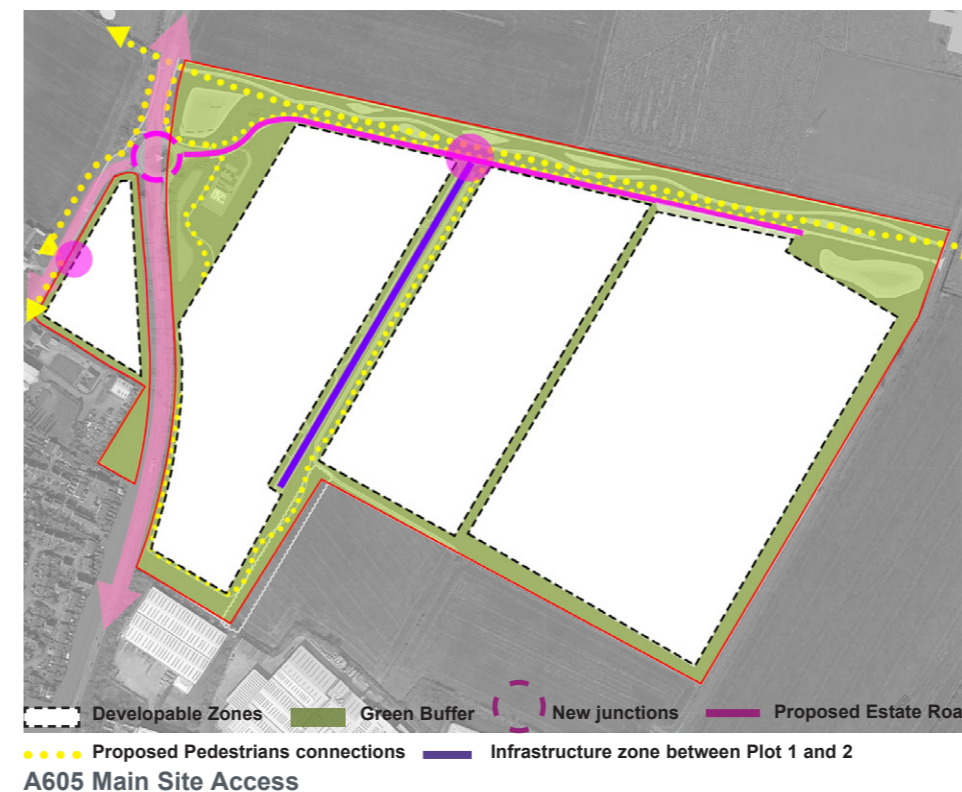 Developable Zones Green Buffer New junctions Proposed Estate Roa
Proposed Pedestrians connections Infrastructure zone between Plot 1 and 2
A605 Main Site Access